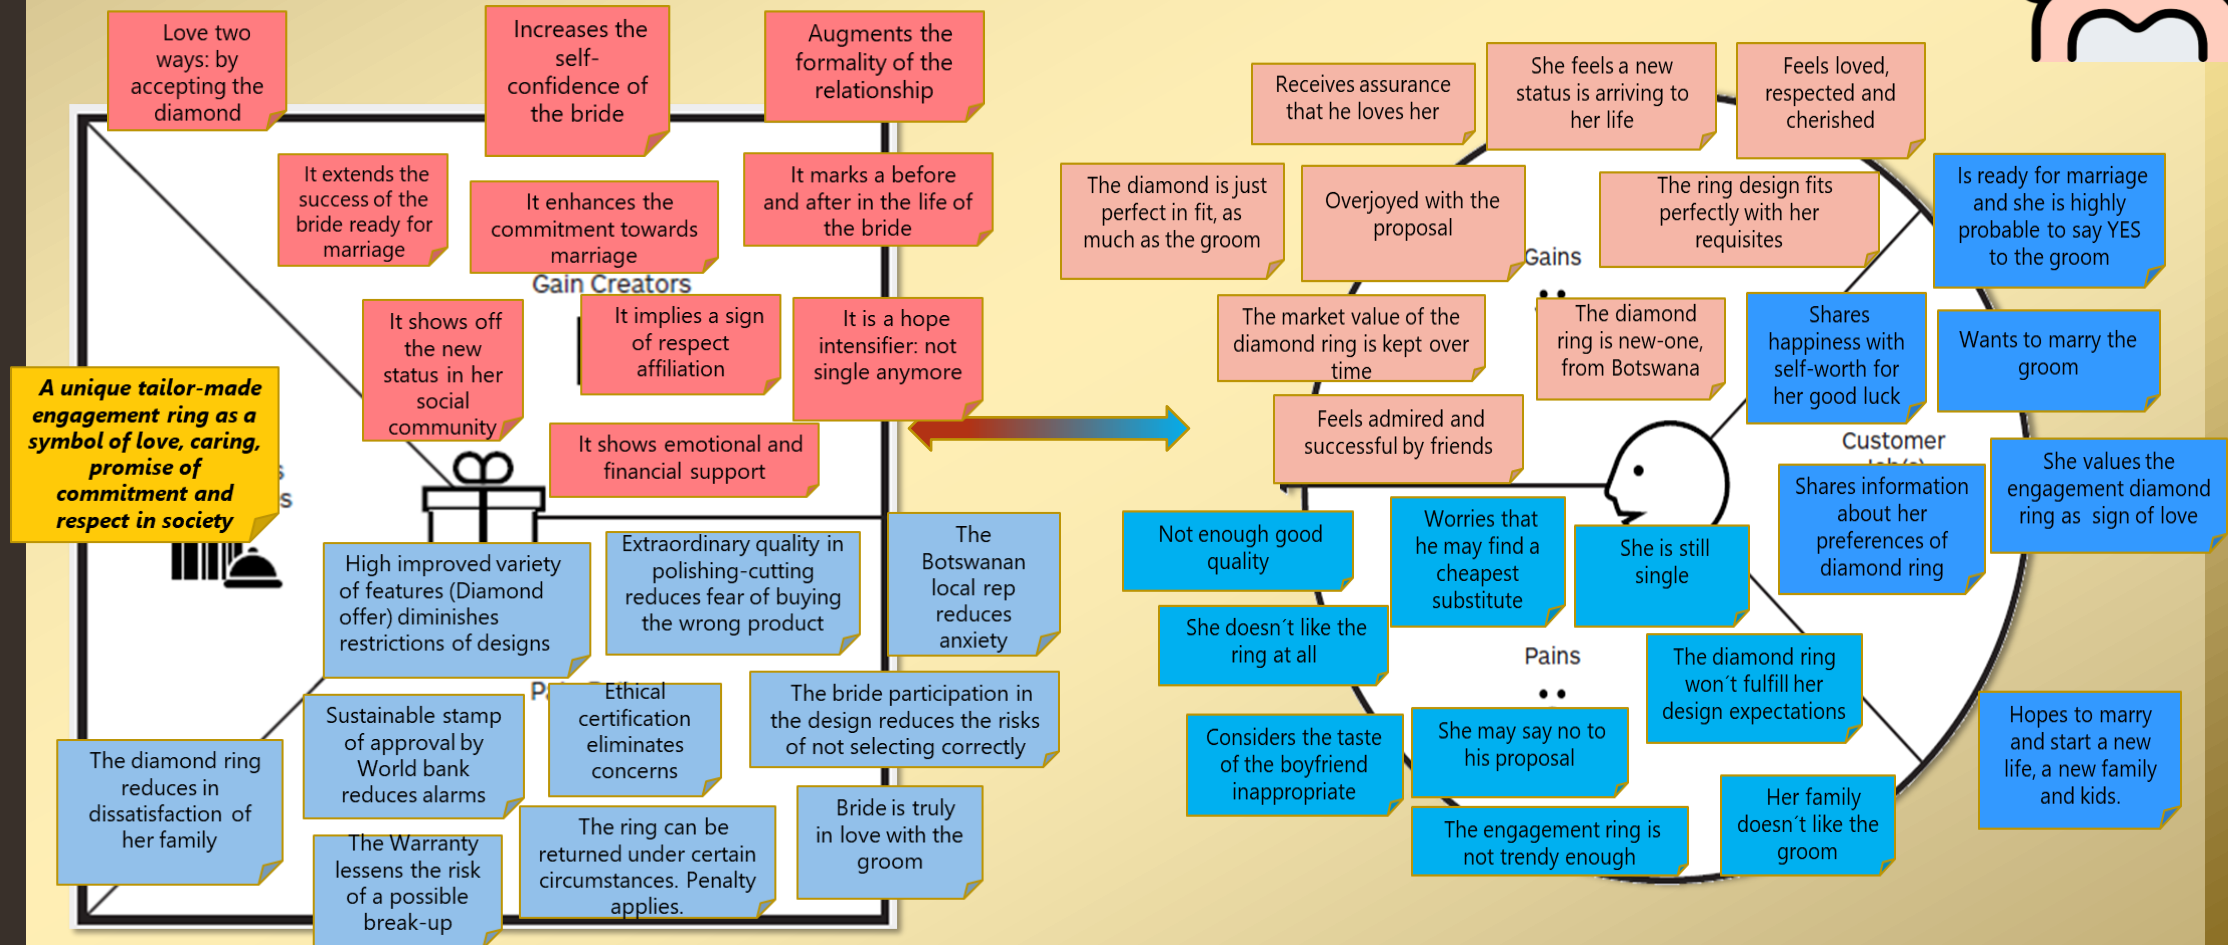 Love two
ways: by
accepting the
diamond
Increases the
self-
confidence of
the bride
Augments the
formality of the
relationship
It extends the
success of the
bride ready for
marriage
It enhances the
commitment towards
marriage
It marks a before
and after in the life of
the bride
Gain Creators
It shows off
the new
status in her
social
community
It implies a sign
of respect
affiliation
It is a hope
intensifier: not
single anymore
It shows emotional and
financial support
A unique tailor-made
engagement ring as a
symbol of love, caring,
promise of
commitment and
respect in society
High improved variety
of features (Diamond
offer) diminishes
restrictions of designs
Extraordinary quality in
polishing-cutting
reduces fear of buying
the wrong product
The
Botswanan
local rep
reduces
anxiety
Sustainable stamp
of approval by
World bank
reduces alarms
Ethical
certification
eliminates
concerns
The bride participation in
the design reduces the risks
of not selecting correctly
The diamond ring
reduces in
dissatisfaction of
her family
The Warranty
lessens the risk
of a possible
break-up
The ring can be
returned under certain
circumstances. Penalty
applies.
Bride is truly
in love with the
groom
Receives assurance
that he loves her
She feels a new
status is arriving to
her life
Feels loved,
respected and
cherished
The diamond is just
perfect in fit, as
much as the groom
Overjoyed with the
proposal
The ring design fits
perfectly with her
requisites
Gains
The market value of the
diamond ring is kept over
time
The diamond
ring is new-one,
from Botswana
Feels admired and
successful by friends
Is ready for marriage
and she is highly
probable to say YES
to the groom
Shares
happiness with
self-worth for
her good luck
Wants to marry the
groom
Customer
Shares information
about her
preferences of
diamond ring
She values the
engagement diamond
ring as sign of love
Hopes to marry
and start a new
life, a new family
and kids.
Not enough good
quality
Worries that
he may find a
cheapest
substitute
She is still
single
She doesn´t like the
ring at all
Pains
The diamond ring
won´t fulfill her
design expectations
Considers the taste
of the boyfriend
inappropriate
She may say no to
his proposal
The engagement ring is
not trendy enough
Her family
doesn´t like the
groom